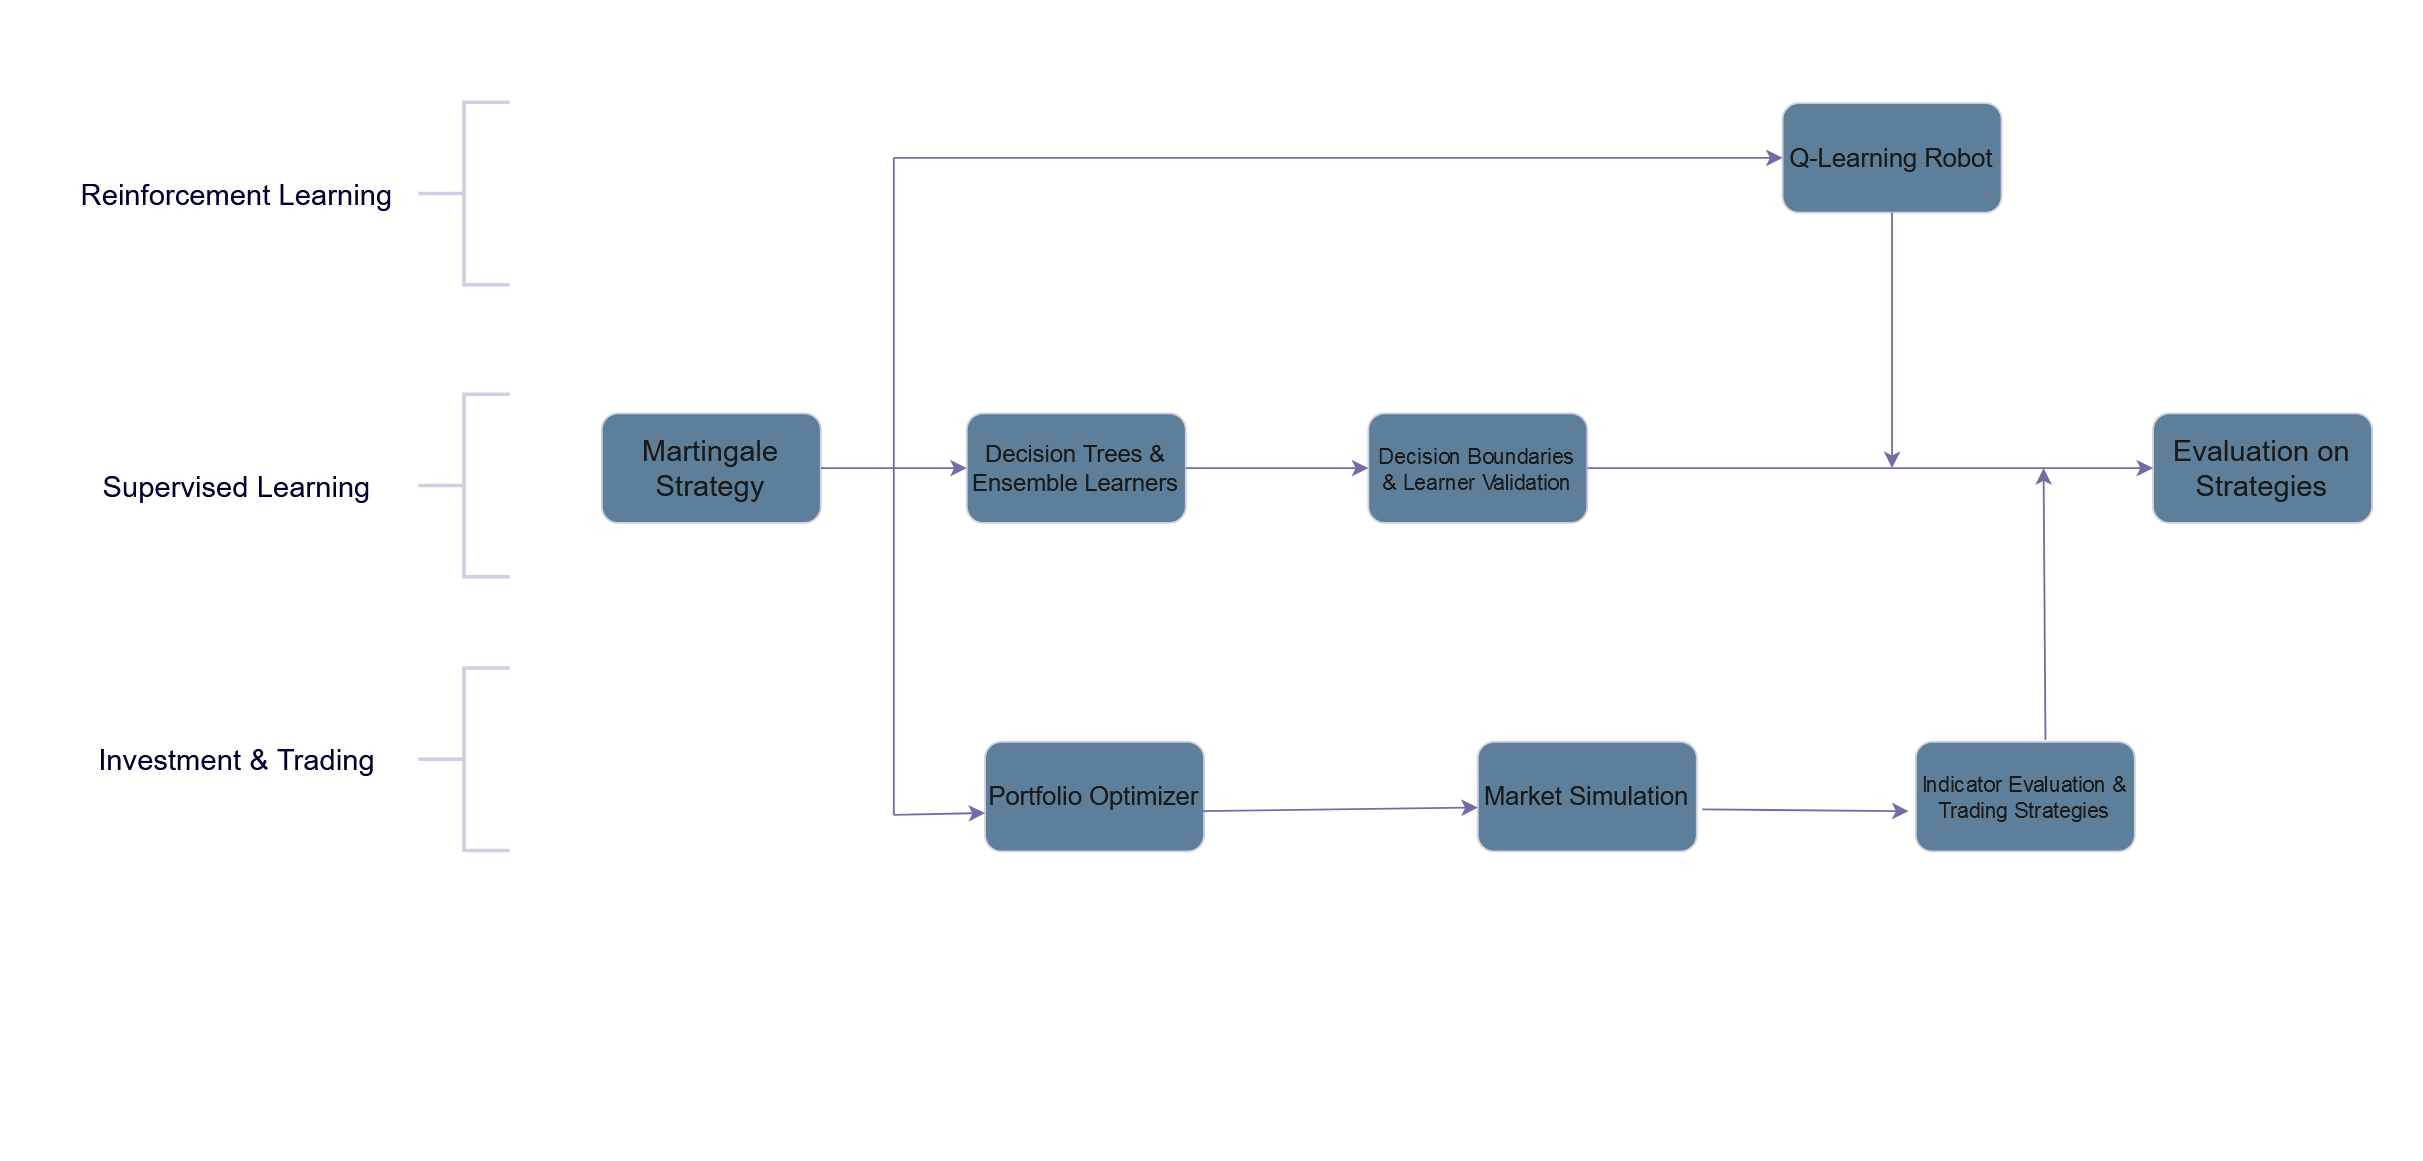 Reinforcement Learning
Q-Learning Robot
Supervised Learning
Martingale
Strategy
Decision Trees &
Ensemble Learners
Decision Boundaries
& Learner Validation
Evaluation on
Strategies
Investment & Trading
Portfolio Optimizer
Market Simulation
Indicator Evaluation &
Trading Strategies